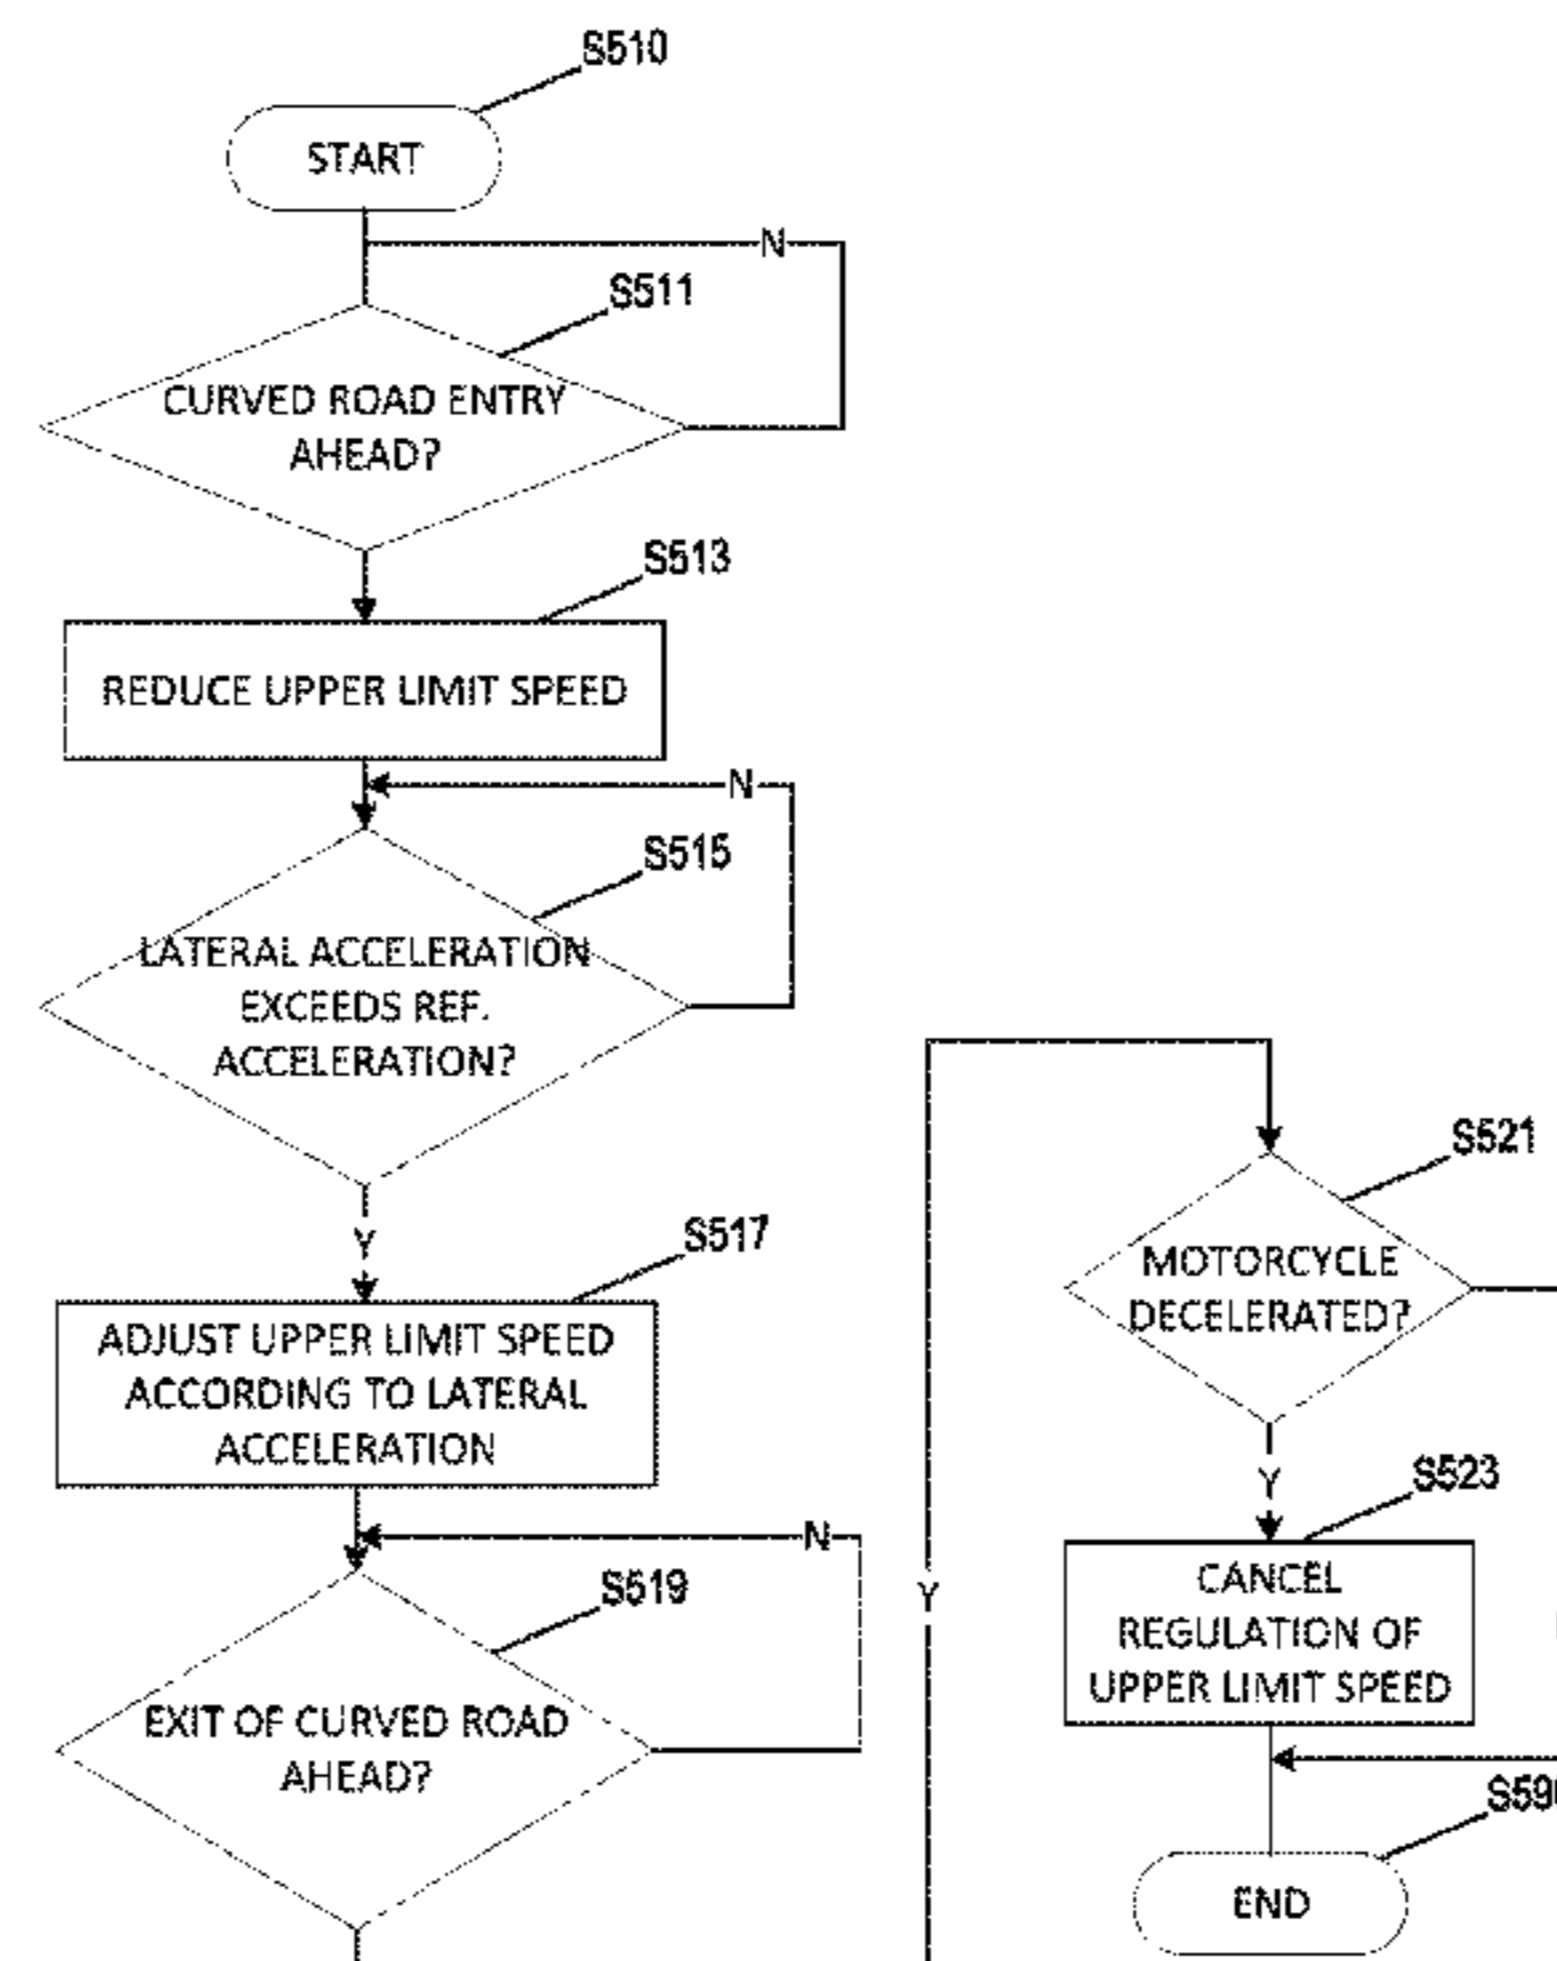 S510
START
N
S511
CURVED ROAD ENTRY
AHEAD?
S513
REDUCE UPPER LIMIT SPEED
N
S515
LATERAL ACCELERATION
EXCEEDS REF.
ACCELERATION?
Y
S517
ADJUST UPPER LIMIT SPEED
ACCORDING TO LATERAL
ACCELERATION
N
S519
EXIT OF CURVED ROAD
AHEAD?
Y
S521
MOTORCYCLE
DECELERATED?
Y
S523
CANCEL
REGULATION OF
UPPER LIMIT SPEED
END